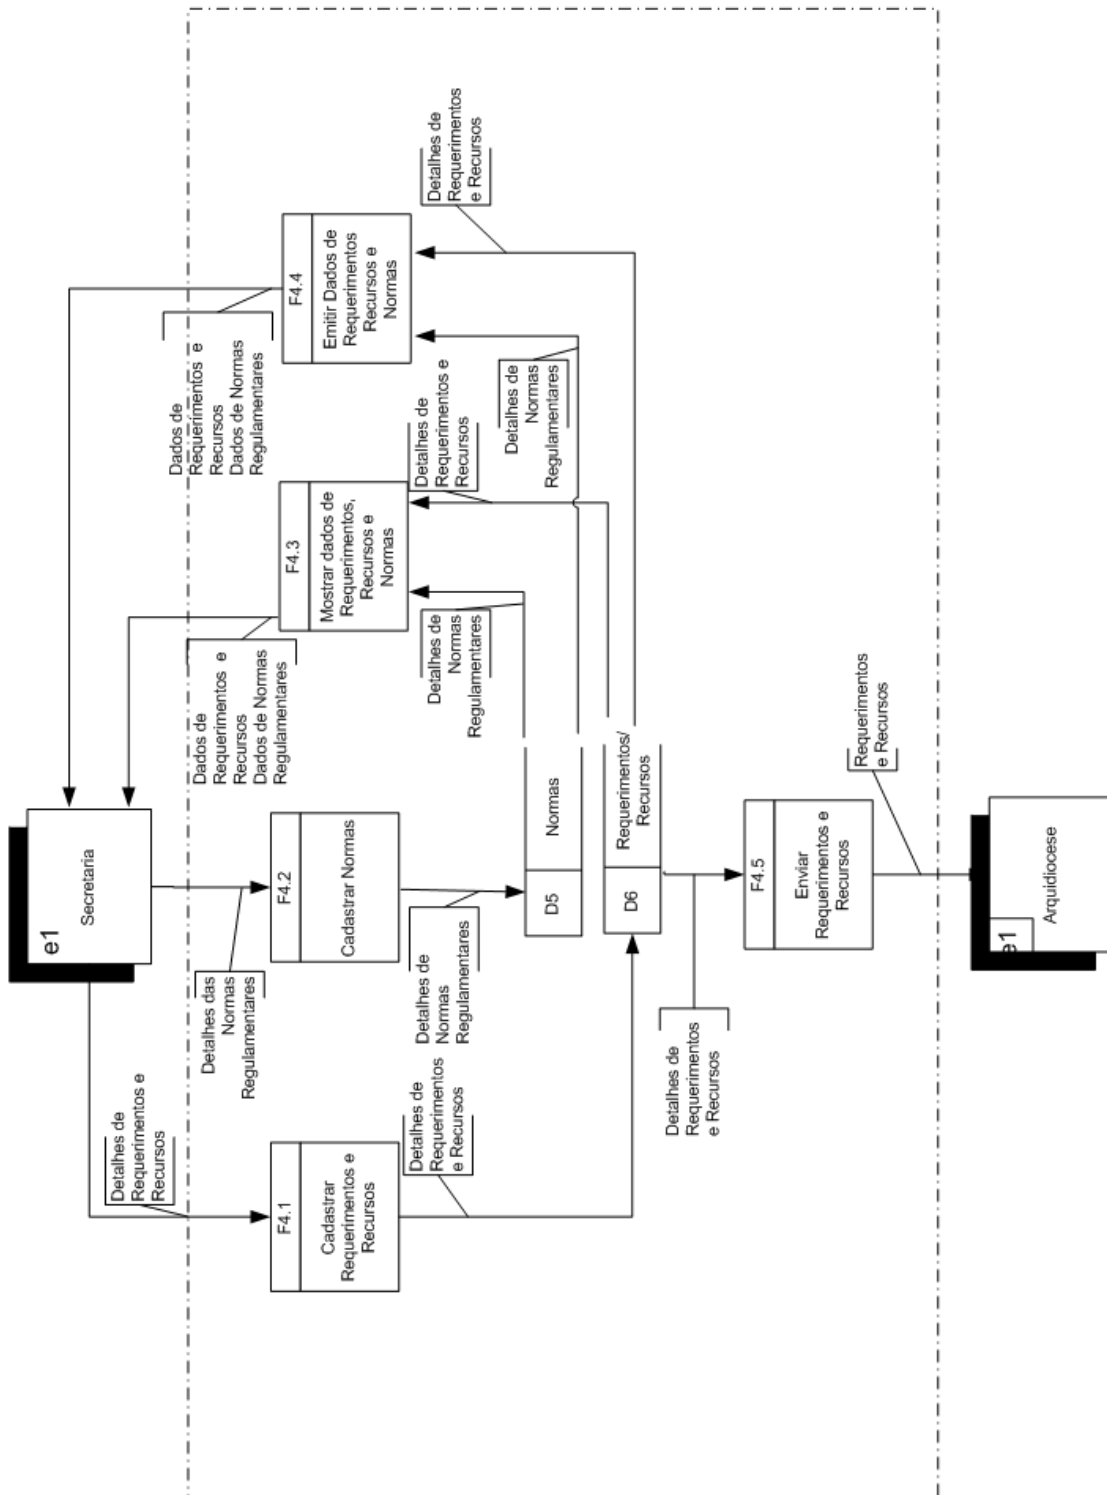 e1
Secretaria
Detalhes de
Requerimentos e
Recursos
Detalhes das
Normas
Regulamentares
Dados de
Requerimentos e
Recursos
Dados de Normas
Regulamentares
Dados de
Requerimentos e
Recursos
Dados de Normas
Regulamentares
F4.1
Cadastrar
Requerimentos e
Recursos
F4.2
Cadastrar Normas
F4.3
Mostrar dados de
Requerimentos,
Recursos e
Normas
F4.4
Emitir Dados de
Requerimentos
Recursos e
Normas
Detalhes de
Requerimentos
e Recursos
Detalhes de
Normas
Regulamentares
Detalhes de
Normas
Regulamentares
Detalhes de
Requerimentos e
Recursos
Detalhes de
Normas
Regulamentares
Detalhes de
Requerimentos
e Recursos
D5
Normas
D6
Requerimentos/
Recursos
Detalhes de
Requerimentos
e Recursos
F4.5
Enviar
Requerimentos e
Recursos
Requerimentos
e Recursos
e1
Arquidiocese